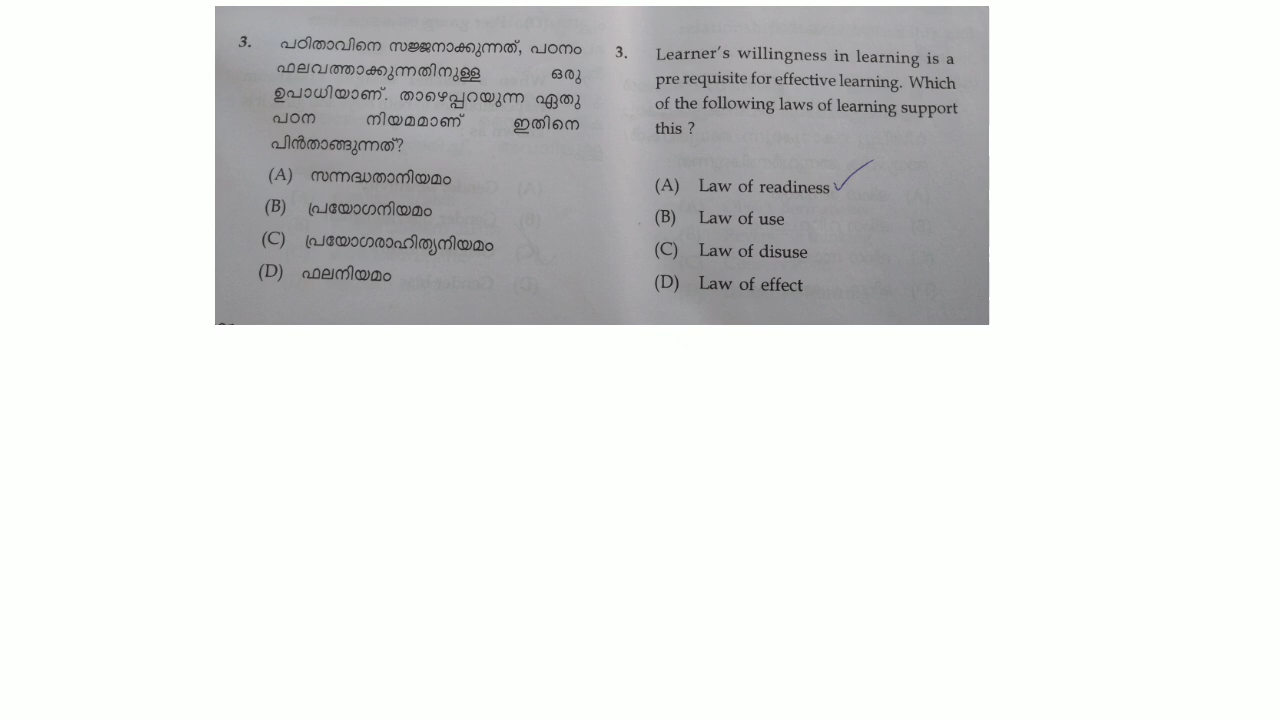 3. പഠിതാവിനെ സജ്ജനാക്കുന്നത്, പഠനം
ഫലവത്താക്കുന്നതിനുള്ള ഒരു
ഉപാധിയാണ്. താഴെപ്പറയുന്ന ഏതു
പഠന നിയമമാണ് ഇതിനെ
പിൻതാങ്ങുന്നത്?
(A) സന്നദ്ധതാനിയമം
(B) പ്രയോഗനിയമം
(C) പ്രയോഗരാഹിത്യനിയമം
(D) ഫലനിയമം
3. Learner's willingness in learning is a
pre requisite for effective learning. Which
of the following laws of learning support
this ?
(A) Law of readiness
(B) Law of use
(C) Law of disuse
(D) Law of effect